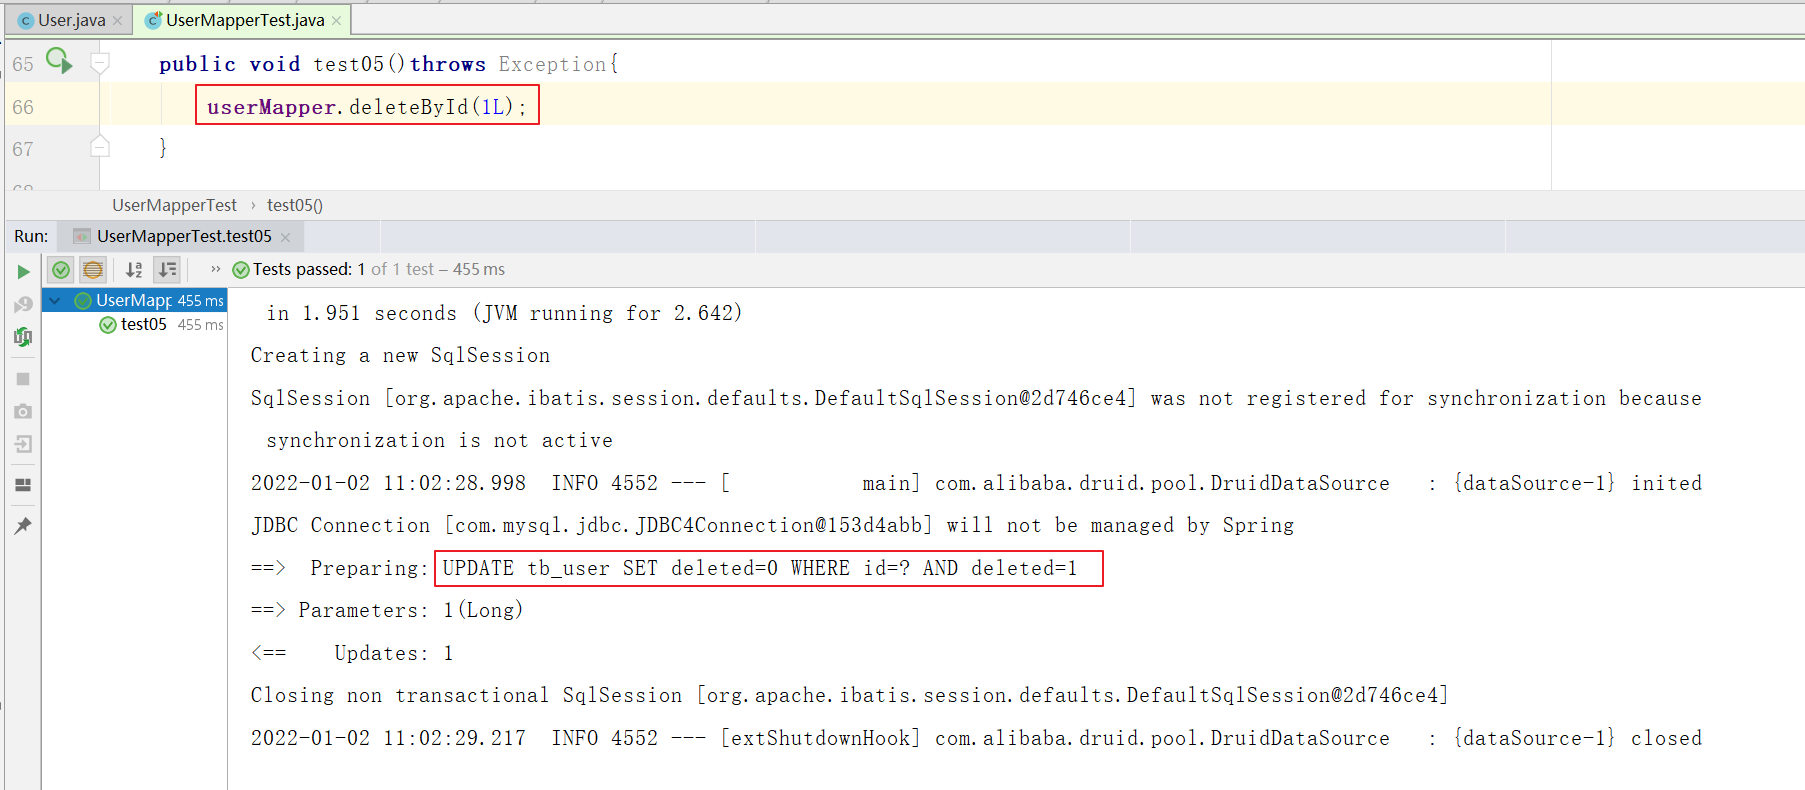 User.java
UserMapperTest.java
65 public void test05()throws Exception{
66 userMapper.deleteById(1L);
67 }
68
UserMapperTest › test05()
Run: UserMapperTest.test05
» Tests passed: 1 of 1 test – 455 ms
UserMapp 455 ms
test05 455 ms
in 1.951 seconds (JVM running for 2.642)
Creating a new SqlSession
SqlSession [org.apache.ibatis.session.defaults.DefaultSqlSession@2d746ce4] was not registered for synchronization because
synchronization is not active
2022-01-02 11:02:28.998  INFO 4552 --- [           main] com.alibaba.druid.pool.DruidDataSource   : {dataSource-1} inited
JDBC Connection [com.mysql.jdbc.JDBC4Connection@153d4abb] will not be managed by Spring
==>  Preparing: UPDATE tb_user SET deleted=0 WHERE id=? AND deleted=1
==> Parameters: 1(Long)
<==    Updates: 1
Closing non transactional SqlSession [org.apache.ibatis.session.defaults.DefaultSqlSession@2d746ce4]
2022-01-02 11:02:29.217  INFO 4552 --- [extShutdownHook] com.alibaba.druid.pool.DruidDataSource   : {dataSource-1} closed